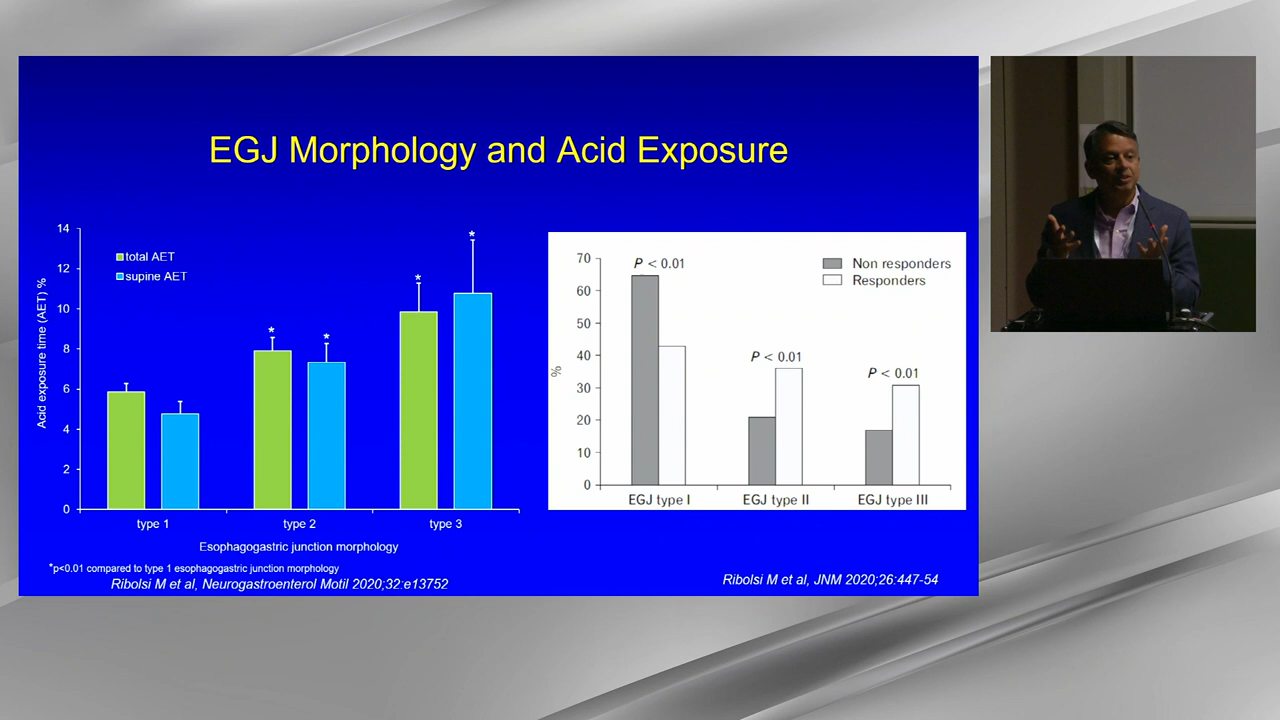 EGJ Morphology and Acid Exposure
14
12
10
8
6
4
2
0
Acid exposure time (AET) %
total AET
supine AET
*
*
*
*
type 1
type 2
type 3
Esophagogastric junction morphology
*p<0.01 compared to type 1 esophagogastric junction morphology
Ribolsi M et al, Neurogastroenterol Motil 2020;32:e13752
70
60
50
40
30
20
10
0
%
P < 0.01
P < 0.01
P < 0.01
Non responders
Responders
EGJ type I
EGJ type II
EGJ type III
Ribolsi M et al, JNM 2020;26:447-54